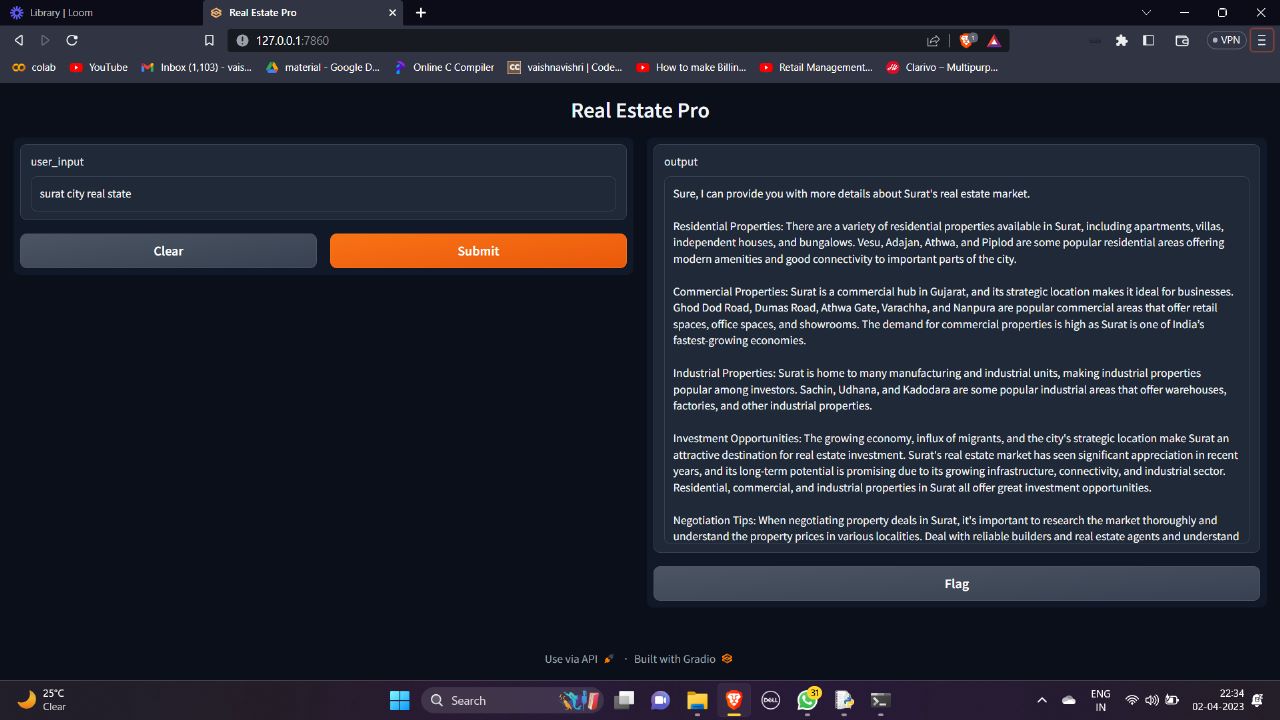 Library | Loom
Real Estate Pro
127.0.0.1:7860
1
VPN
colab
YouTube
Inbox (1,103) - vais...
material - Google D...
Online C Compiler
CC
vaishnavishri | Code...
How to make Billin...
Retail Management...
Clarivo – Multipurp...
Real Estate Pro
user_input
surat city real state
Clear
Submit
output
Sure, I can provide you with more details about Surat's real estate market.
Residential Properties: There are a variety of residential properties available in Surat, including apartments, villas,
independent houses, and bungalows. Vesu, Adajan, Athwa, and Piplod are some popular residential areas offering
modern amenities and good connectivity to important parts of the city.
Commercial Properties: Surat is a commercial hub in Gujarat, and its strategic location makes it ideal for businesses.
Ghod Dod Road, Dumas Road, Athwa Gate, Varachha, and Nanpura are popular commercial areas that offer retail
spaces, office spaces, and showrooms. The demand for commercial properties is high as Surat is one of India's
fastest-growing economies.
Industrial Properties: Surat is home to many manufacturing and industrial units, making industrial properties
popular among investors. Sachin, Udhana, and Kadodara are some popular industrial areas that offer warehouses,
factories, and other industrial properties.
Investment Opportunities: The growing economy, influx of migrants, and the city's strategic location make Surat an
attractive destination for real estate investment. Surat's real estate market has seen significant appreciation in recent
years, and its long-term potential is promising due to its growing infrastructure, connectivity, and industrial sector.
Residential, commercial, and industrial properties in Surat all offer great investment opportunities.
Negotiation Tips: When negotiating property deals in Surat, it's important to research the market thoroughly and
understand the property prices in various localities. Deal with reliable builders and real estate agents and understand
Flag
Use via API · Built with Gradio
25°C
Clear
Search
DELL
31
ENG
IN
22:34
02-04-2023